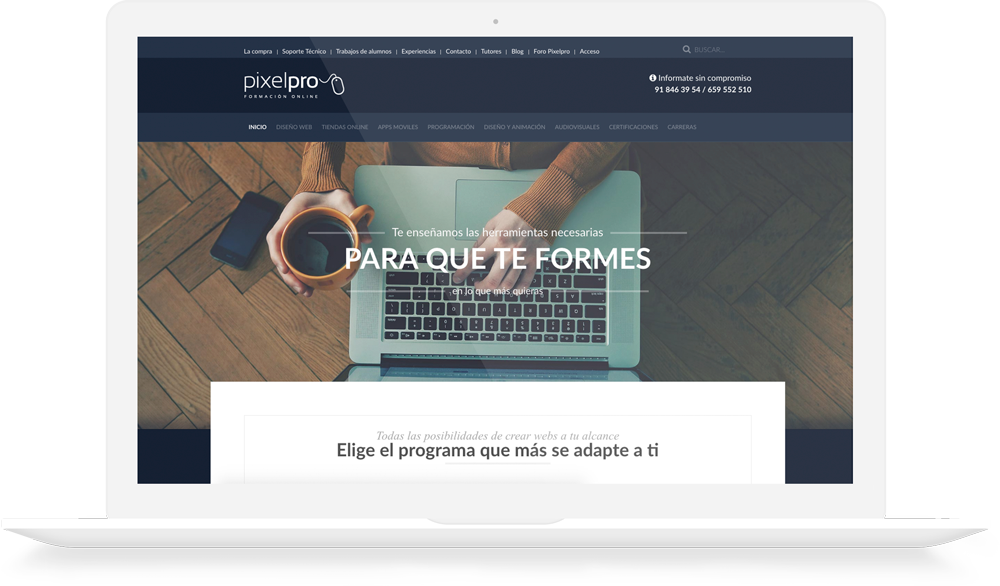 La compra | Soporte Técnico | Trabajos de alumnos | Experiencias | Contacto | Tutores | Blog | Foro Pixelpro | Acceso
BUSCAR...
pixelpro
FORMACIÓN ONLINE
Informate sin compromiso
91 846 39 54 / 659 552 510
INICIO DISEÑO WEB TIENDAS ONLINE APPS MOVILES PROGRAMACIÓN DISEÑO Y ANIMACIÓN AUDIOVISUALES CERTIFICACIONES CARRERAS
Te enseñamos las herramientas necesarias
PARA QUE TE FORMES
en lo que más quieras
Todas las posibilidades de crear webs a tu alcance
Elige el programa que más se adapte a ti